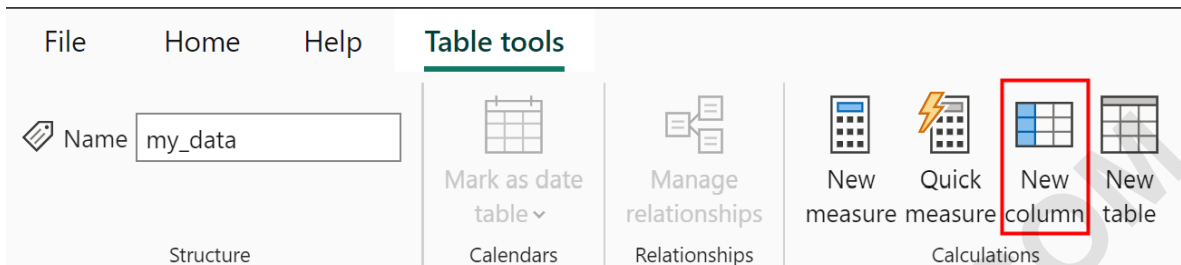 File Home Help Table tools
Name my_data
Mark as date table
Manage relationships
New measure
Quick measure
New column
New table
Structure Calendars Relationships Calculations
OM